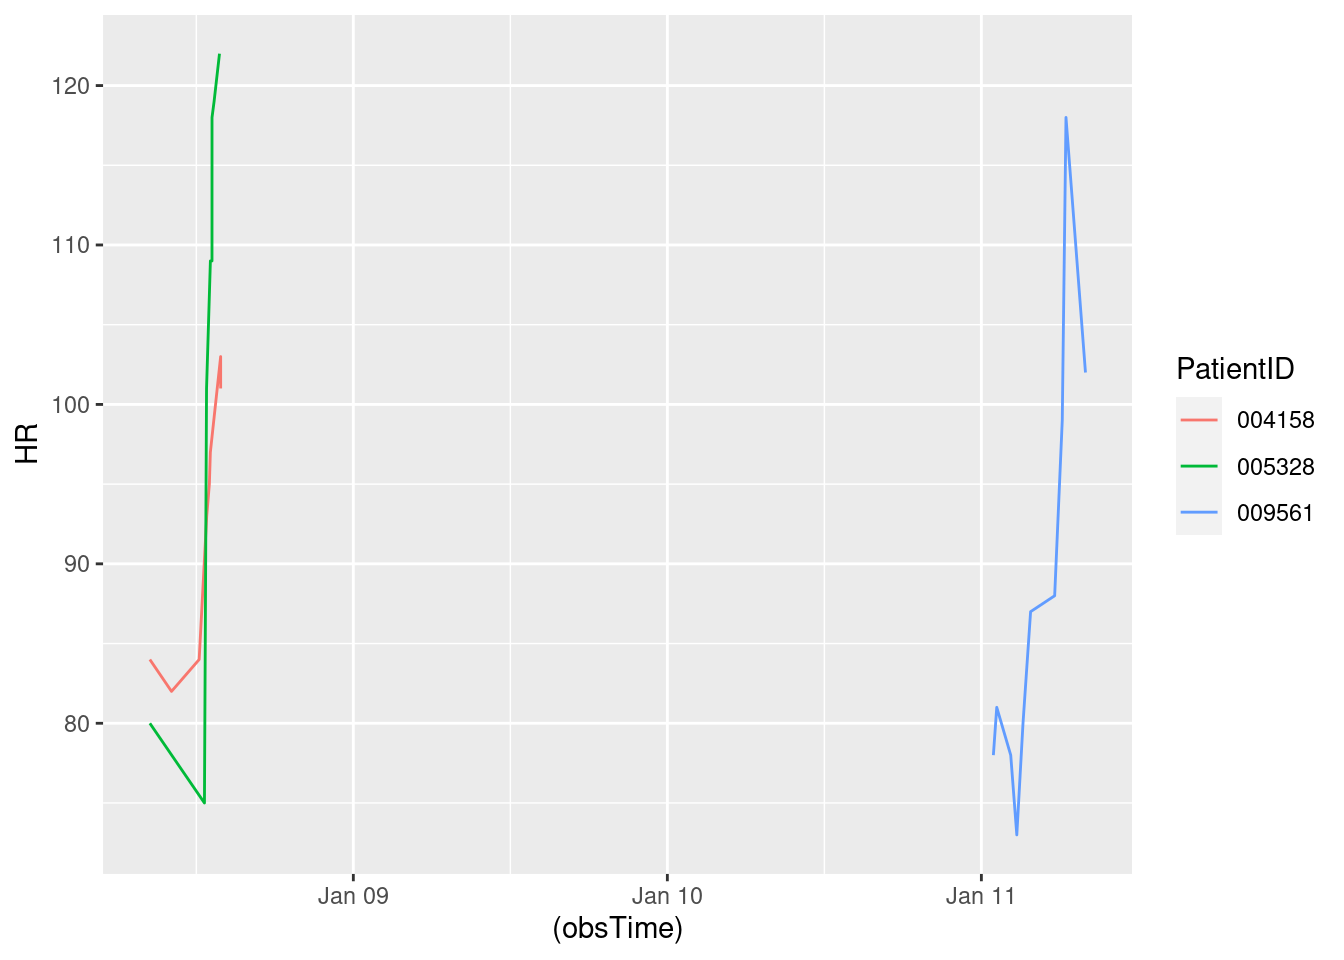 120
110
100
90
80
HR
Jan 09
Jan 10
Jan 11
(obsTime)
PatientID
004158
005328
009561